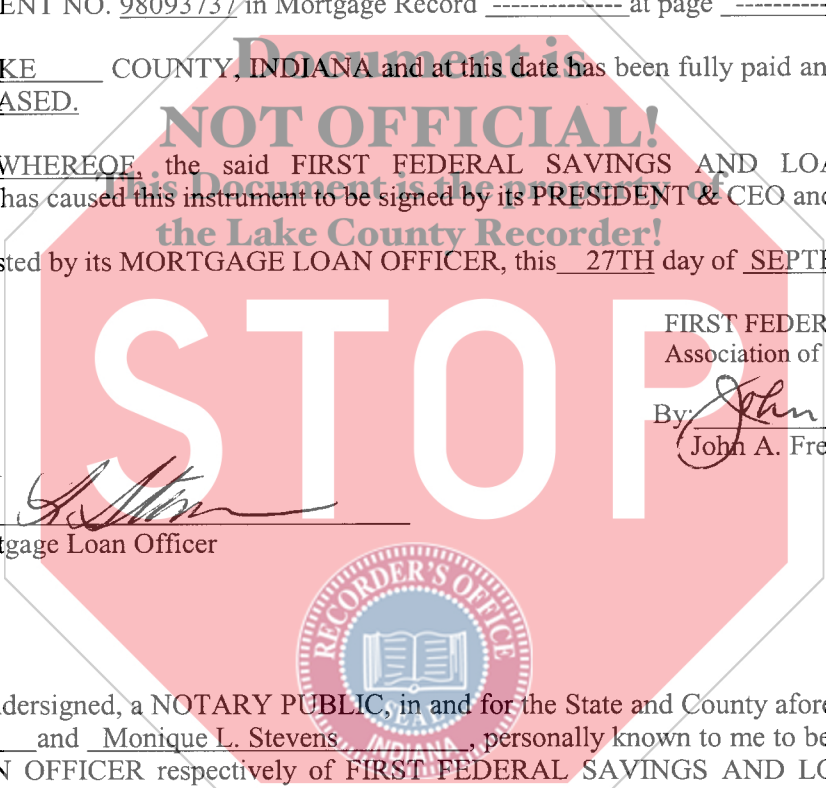 ENT NO. 98093737 in Mortgage Record -------------- at page
Document is
KE COUNTY, INDIANA and at this date has been fully paid an
ASED.
NOT OFFICIAL!
WHEREOF, the said FIRST FEDERAL SAVINGS AND LOA
This Document is the property of
has caused this instrument to be signed by its PRESIDENT & CEO and
the Lake County Recorder!
sted by its MORTGAGE LOAN OFFICER, this 27TH day of SEPTE
STOP
FIRST FEDER
Association of
By: John
John A. Fre
tgage Loan Officer
RECORDER'S OFFICE
SEAL
INDIANA
dersigned, a NOTARY PUBLIC, in and for the State and County afore
and Monique L. Stevens, personally known to me to be
N OFFICER respectively of FIRST FEDERAL SAVINGS AND LO